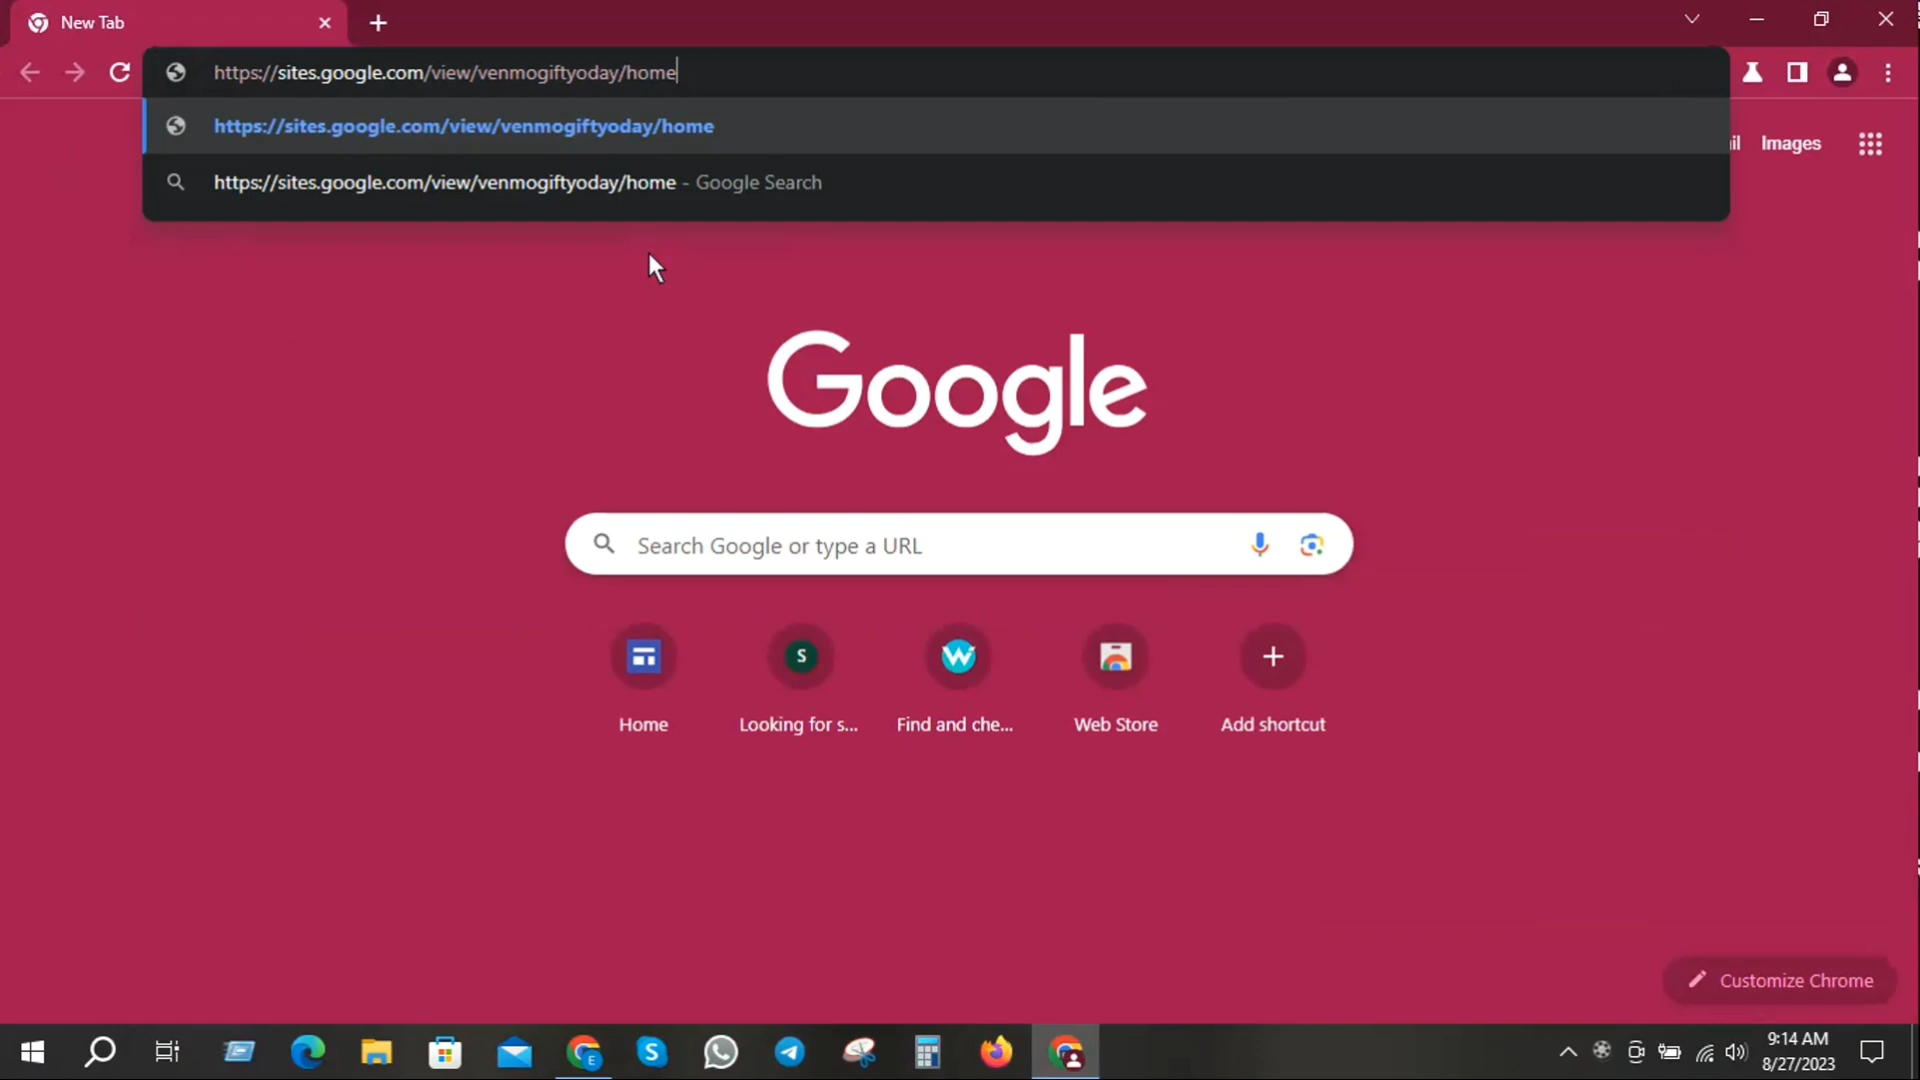 New Tab
https://sites.google.com/view/venmogiftyoday/home
https://sites.google.com/view/venmogiftyoday/home
https://sites.google.com/view/venmogiftyoday/home - Google Search
il Images
Google
Search Google or type a URL
S
Home Looking for s... Find and che... Web Store Add shortcut
Customize Chrome
9:14 AM
8/27/2023